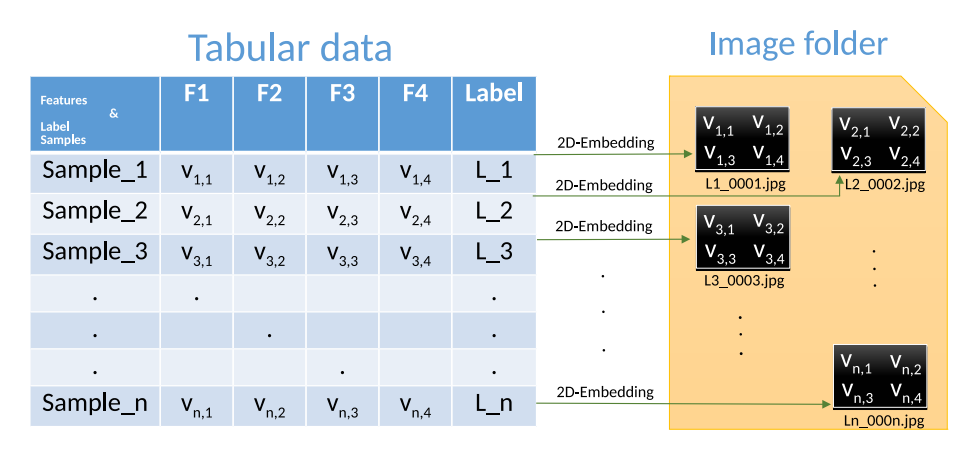 Tabular data
Image folder
Features & Label Samples
F1 F2 F3 F4 Label
Sample_1 v1,1 v1,2 v1,3 v1,4 L_1
Sample_2 v2,1 v2,2 v2,3 v2,4 L_2
Sample_3 v3,1 v3,2 v3,3 v3,4 L_3
. . .
. . .
. . .
Sample_n vn,1 vn,2 vn,3 vn,4 L_n
2D-Embedding
2D-Embedding
2D-Embedding
.
.
.
2D-Embedding
v1,1 v1,2
v1,3 v1,4
L1_0001.jpg
v2,1 v2,2
v2,3 v2,4
L2_0002.jpg
v3,1 v3,2
v3,3 v3,4
L3_0003.jpg
.
.
.
.
.
.
vn,1 vn,2
vn,3 vn,4
Ln_000n.jpg